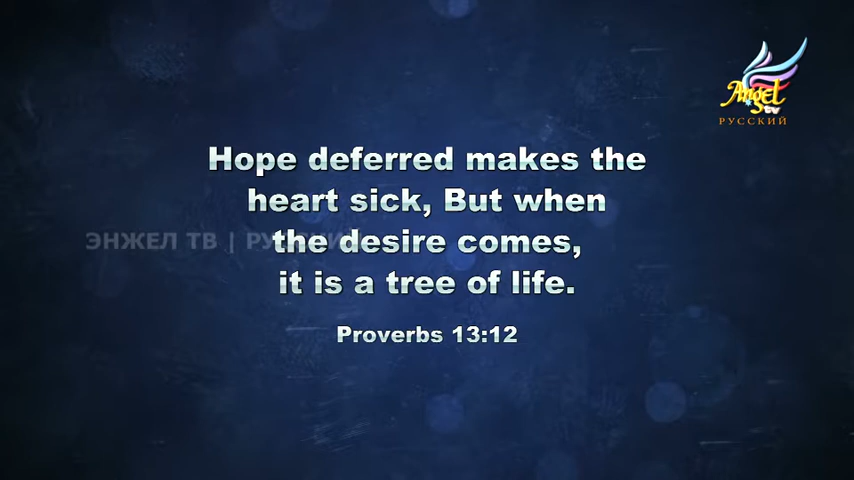 Angel
tv
РУССКИЙ
Hope deferred makes the
heart sick, But when
the desire comes,
it is a tree of life.
Proverbs 13:12
ЭНЖЕЛ ТВ | РУССКИЙ